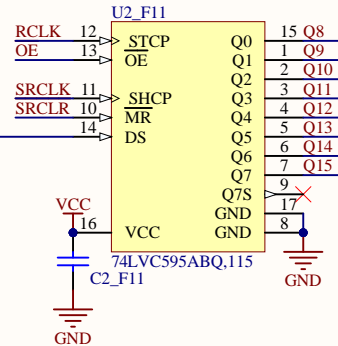 U2_F11
RCLK 12 STCP Q0 15 Q8
OE 13 OE Q1 1 Q9
Q2 2 Q10
SRCLK 11 SHCP Q3 3 Q11
SRCLR 10 MR Q4 4 Q12
14 DS Q5 5 Q13
Q6 6 Q14
Q7 7 Q15
Q7S 9
GND 17
VCC 16 VCC GND 8
74LVC595ABQ,115
C2_F11
GND
GND